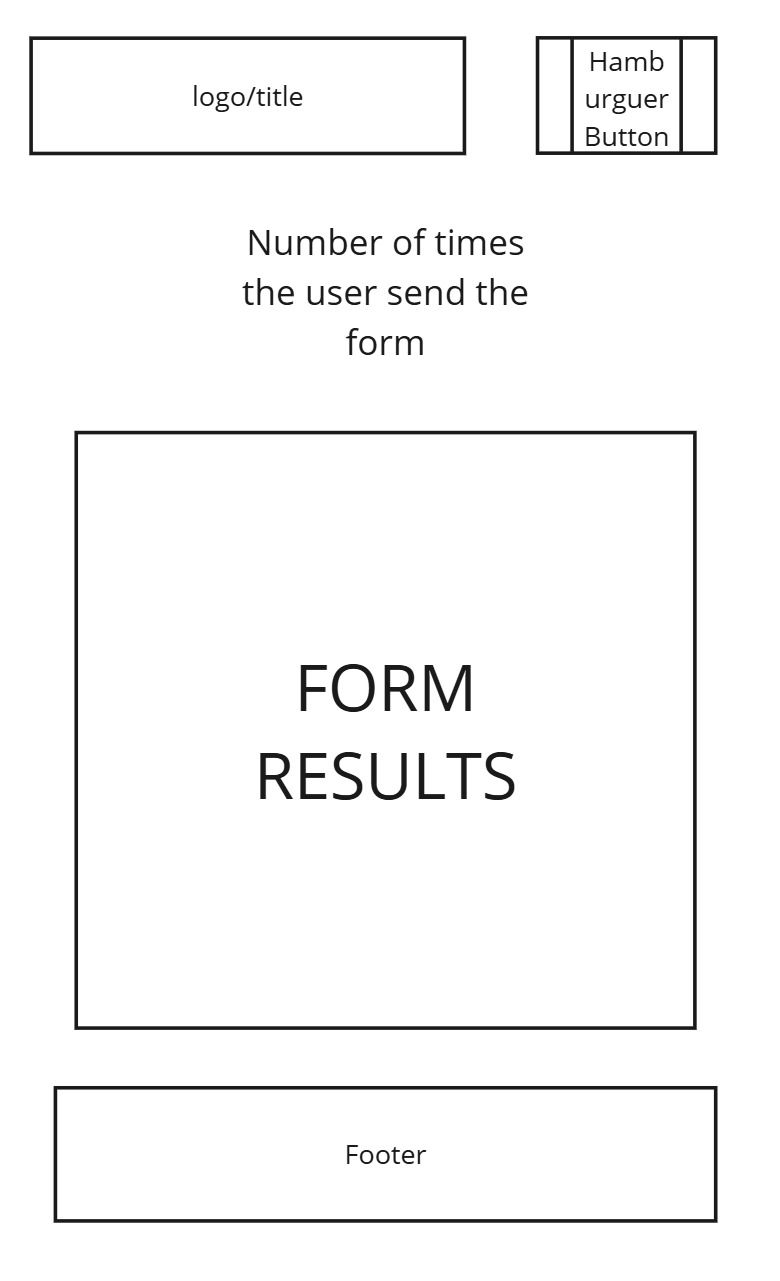 logo/title
Hamb
urguer
Button
Number of times
the user send the
form
FORM
RESULTS
Footer